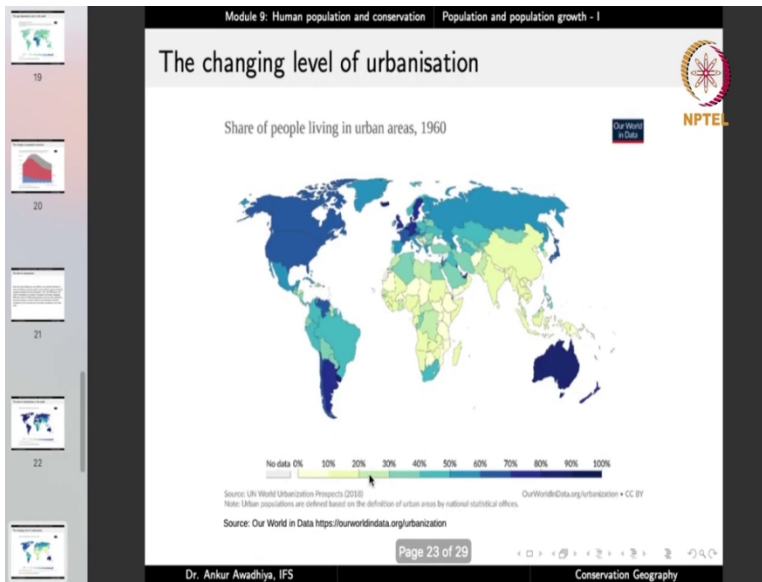 Module 9: Human population and conservation Population and population growth - I
The changing level of urbanisation
NPTEL
Share of people living in urban areas, 1960
Our World
in Data
No data 0% 10% 20% 30% 40% 50% 60% 70% 80% 90% 100%
Source: UN World Urbanization Prospects (2018)
OurWorldInData.org/urbanization • CC BY
Note: Urban populations are defined based on the definition of urban areas by national statistical offices.
Source: Our World in Data https://ourworldindata.org/urbanization
Page 23 of 29
Dr. Ankur Awadhiya, IFS Conservation Geography
19
20
21
22